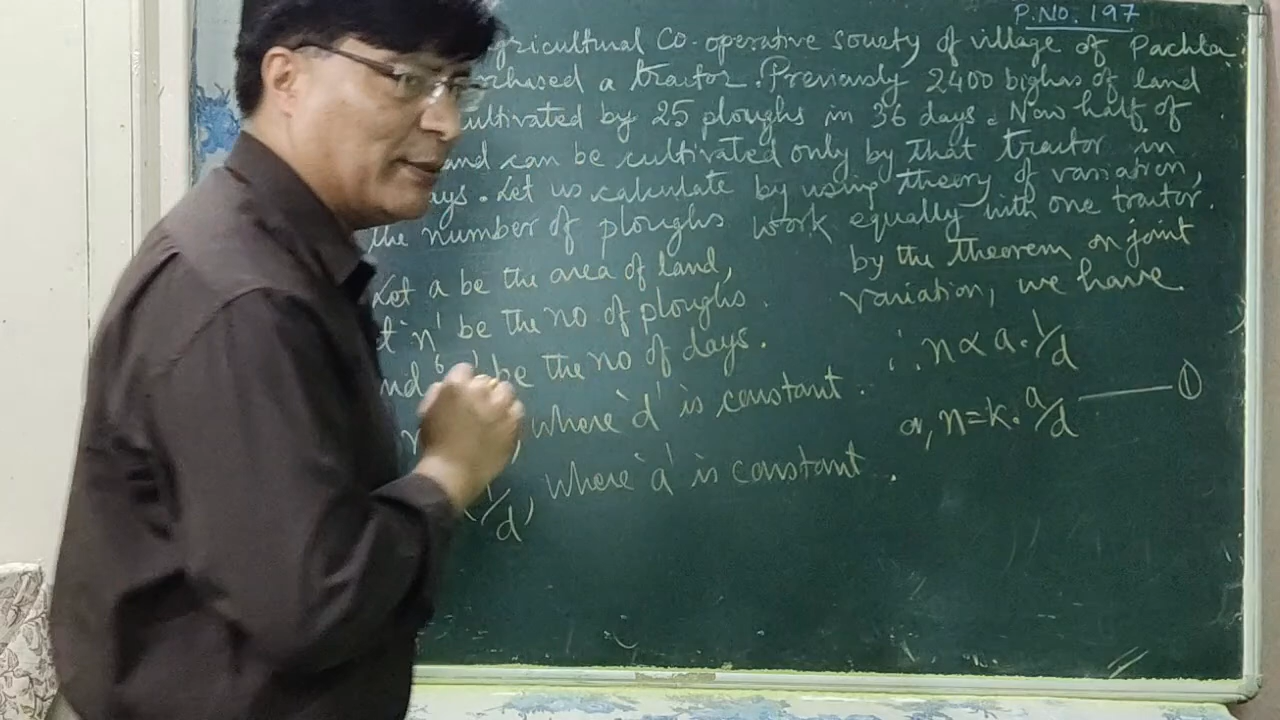 P.NO. 197
gricultural Co-operative society of village of Pachla
rchased a tractor. Previously 2400 bighas of land
ultivated by 25 ploughs in 36 days. Now half of
and can be cultivated only by that tractor in
ys. Let us calculate by using theory of variation,
the number of ploughs work equally with one tractor.
Let a be the area of land,
t 'n' be the no of ploughs.
nd be the no of days.
, where 'd' is constant.
1/d, where 'a' is constant.
by the theorem on joint
variation, we have
∴ n ∝ a. 1/d
or, n=k. a/d —— ①